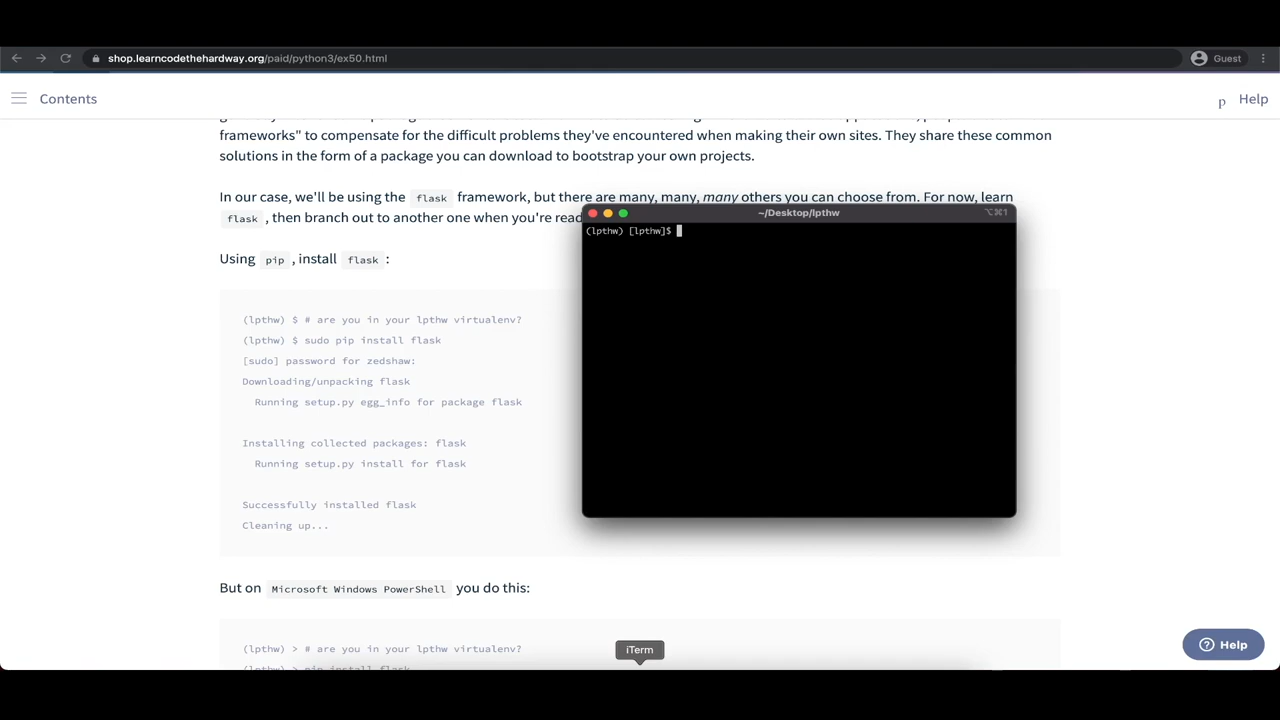 shop.learncodethehardway.org/paid/python3/ex50.html
Guest
Contents
p
Help
frameworks" to compensate for the difficult problems they've encountered when making their own sites. They share these common
solutions in the form of a package you can download to bootstrap your own projects.
In our case, we'll be using the flask framework, but there are many, many, many others you can choose from. For now, learn
flask, then branch out to another one when you're read
~/Desktop/lpthw
⌥⌘1
(lpthw) [lpthw]$
Using pip, install flask:
(lpthw) $ # are you in your lpthw virtualenv?
(lpthw) $ sudo pip install flask
[sudo] password for zedshaw:
Downloading/unpacking flask
Running setup.py egg_info for package flask
Installing collected packages: flask
Running setup.py install for flask
Successfully installed flask
Cleaning up...
But on Microsoft Windows PowerShell you do this:
(lpthw) > # are you in your lpthw virtualenv?
(lpthw) > pip install flask
iTerm
Help